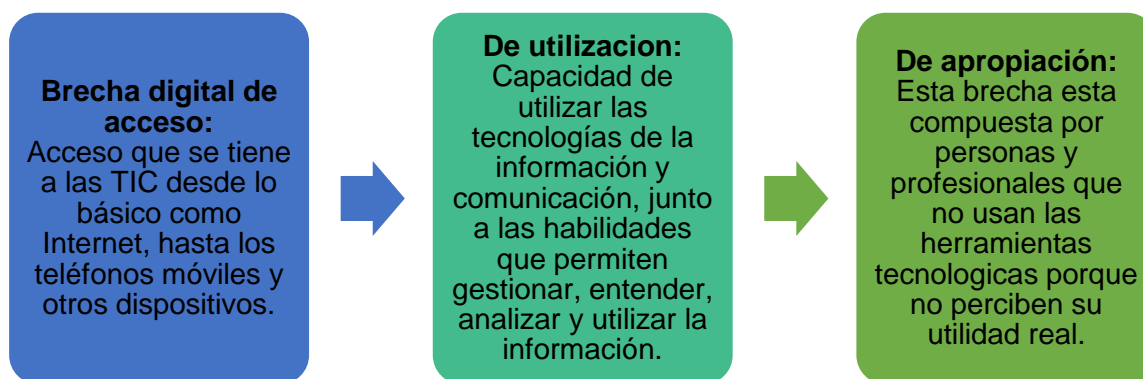 Brecha digital de
acceso:
Acceso que se tiene
a las TIC desde lo
básico como
Internet, hasta los
teléfonos móviles y
otros dispositivos.
De utilizacion:
Capacidad de
utilizar las
tecnologías de la
información y
comunicación, junto
a las habilidades
que permiten
gestionar, entender,
analizar y utilizar la
información.
De apropiación:
Esta brecha esta
compuesta por
personas y
profesionales que
no usan las
herramientas
tecnologicas porque
no perciben su
utilidad real.